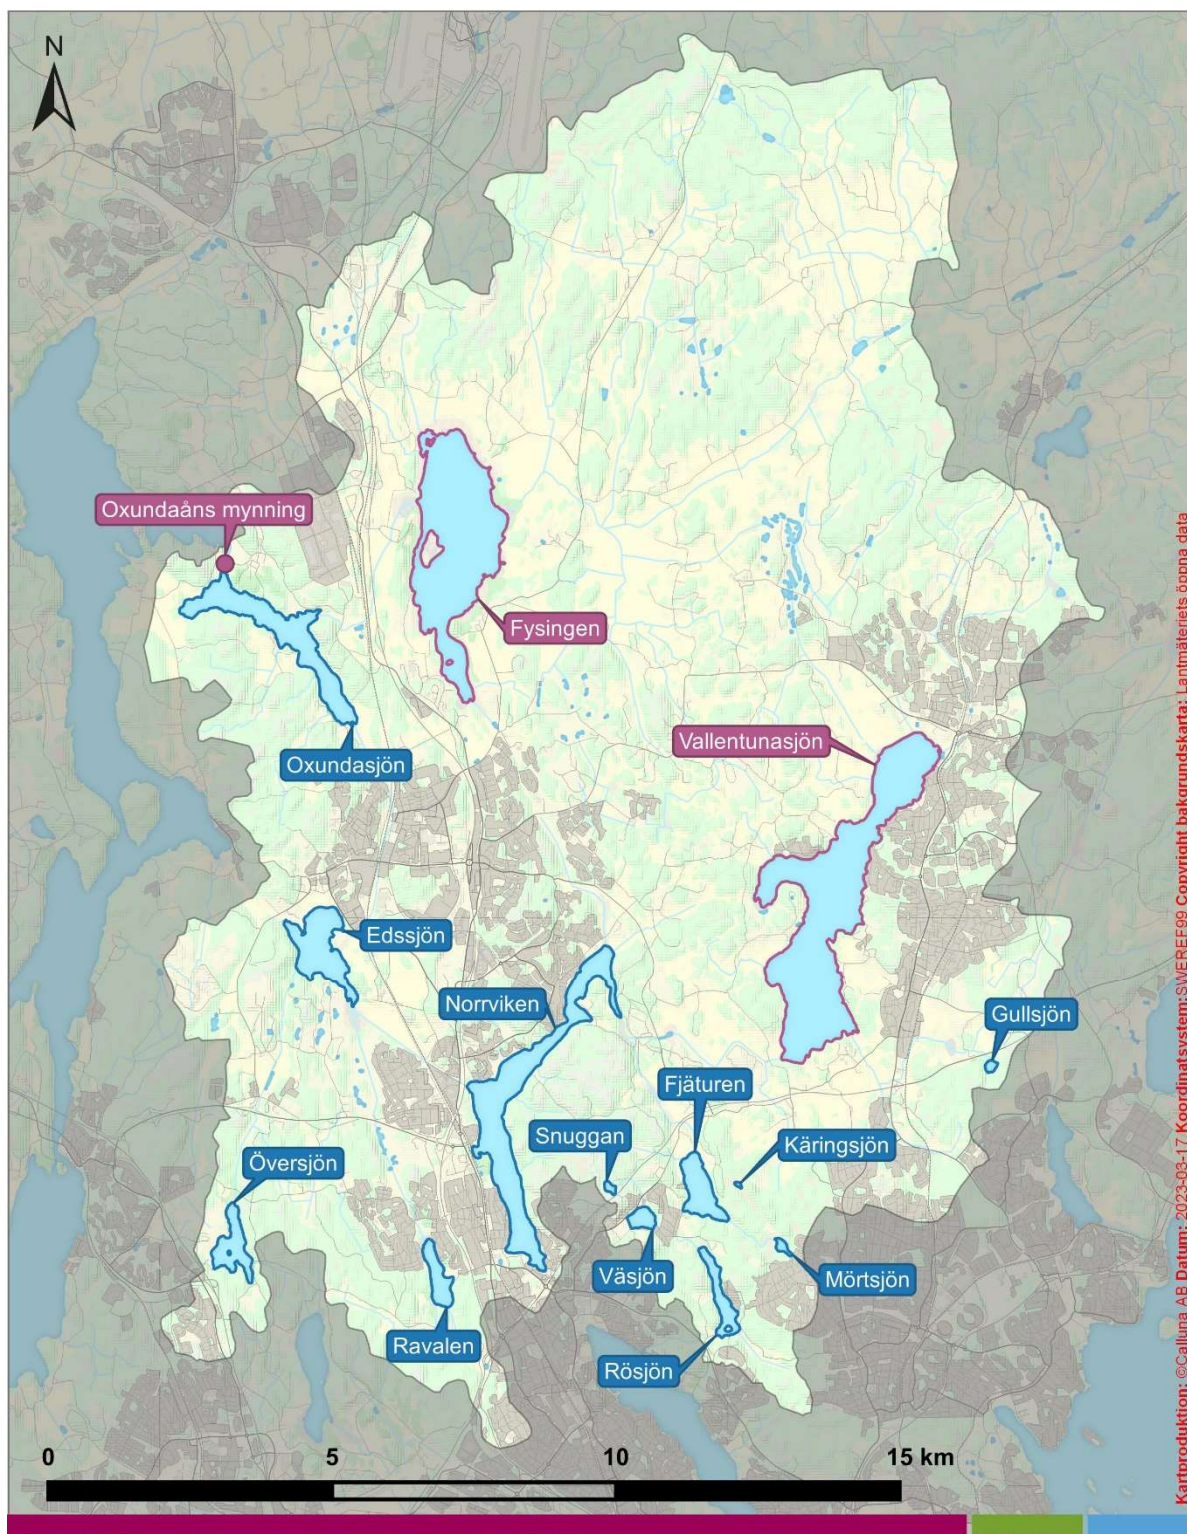 N
Oxundaåns mynning
Fysingen
Vallentunasjön
Oxundasjön
Edssjön
Norrviken
Gullsjön
Fjäturen
Snuggan
Käringsjön
Översjön
Väsjön
Mörtsjön
Ravalen
Rösjön
0 5 10 15 km
Kartproduktion: ©Calluna AB Datum: 2023-03-17 Koordinatsystem: SWEREF99 Copyright bakgrundskarta: Lantmäteriets öppna data